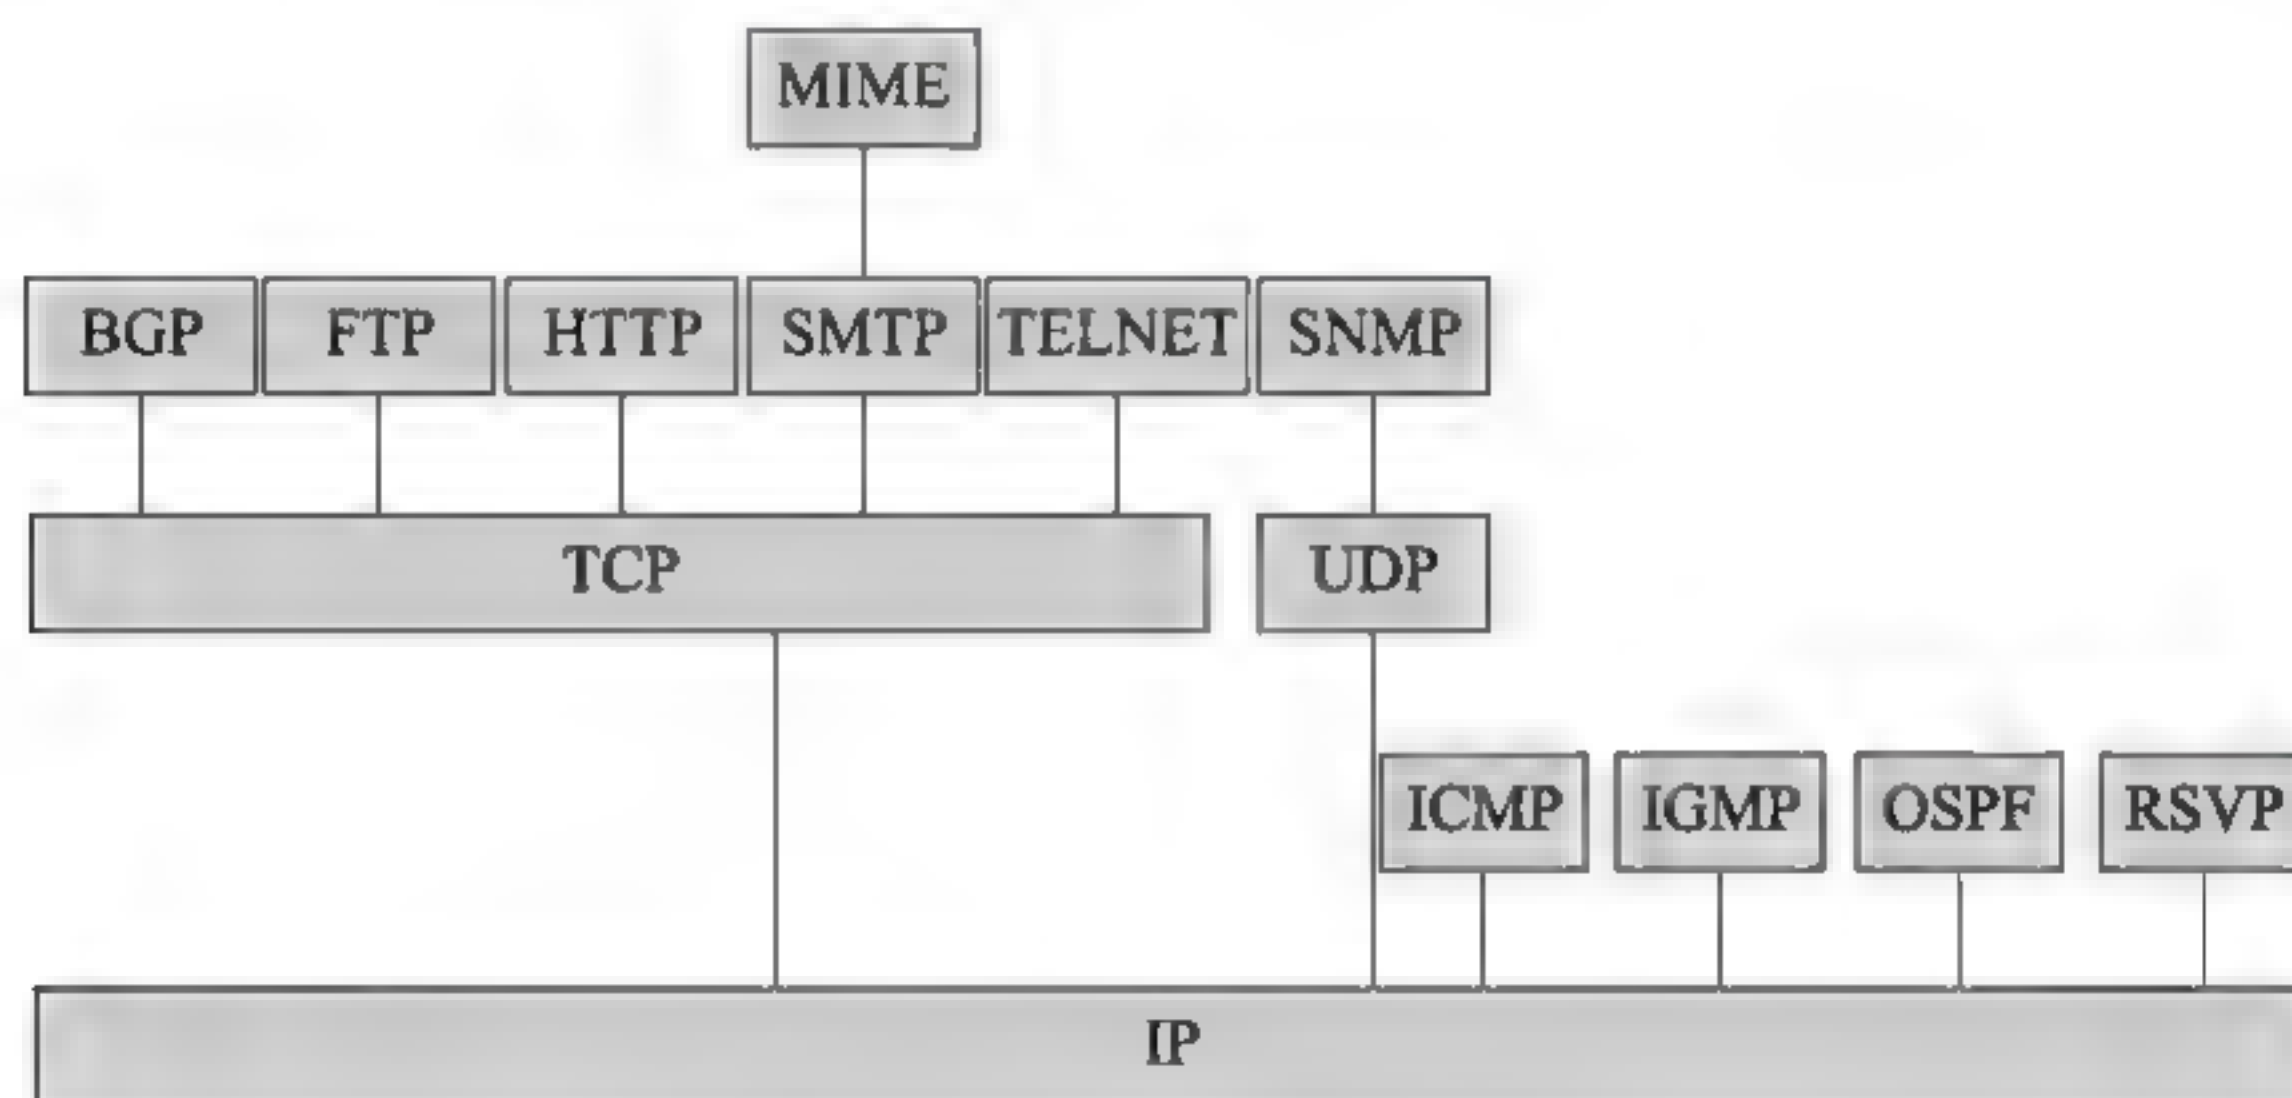 MIME
BGP FTP HTTP SMTP TELNET SNMP
TCP UDP
ICMP IGMP OSPF RSVP
IP